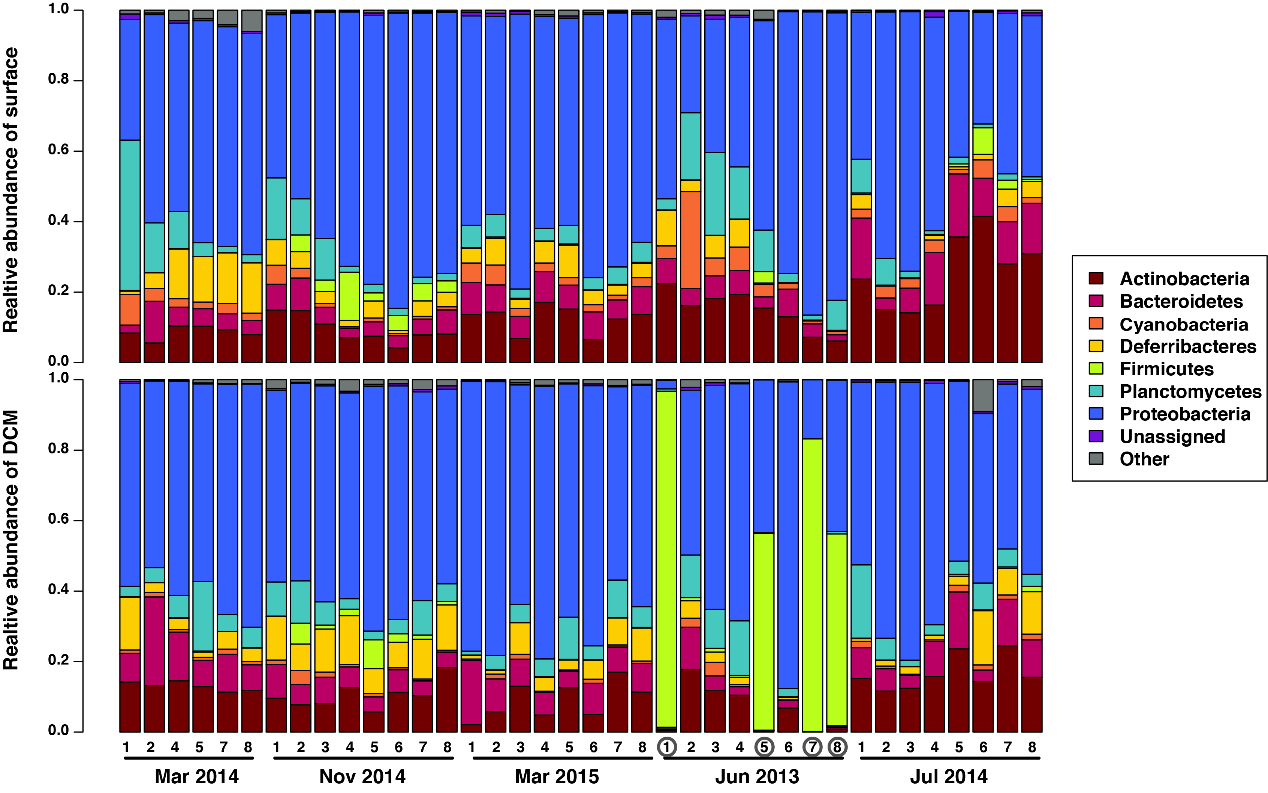 Realtive abundance of surface
1.0
0.8
0.6
0.4
0.2
0.0
Realtive abundance of DCM
1.0
0.8
0.6
0.4
0.2
0.0
1 2 4 5 7 8 1 2 3 4 5 6 7 8 1 2 3 4 5 6 7 8 1 2 3 4 5 6 7 8 1 2 3 4 5 6 7 8
Mar 2014 Nov 2014 Mar 2015 Jun 2013 Jul 2014
Actinobacteria
Bacteroidetes
Cyanobacteria
Deferribacteres
Firmicutes
Planctomycetes
Proteobacteria
Unassigned
Other